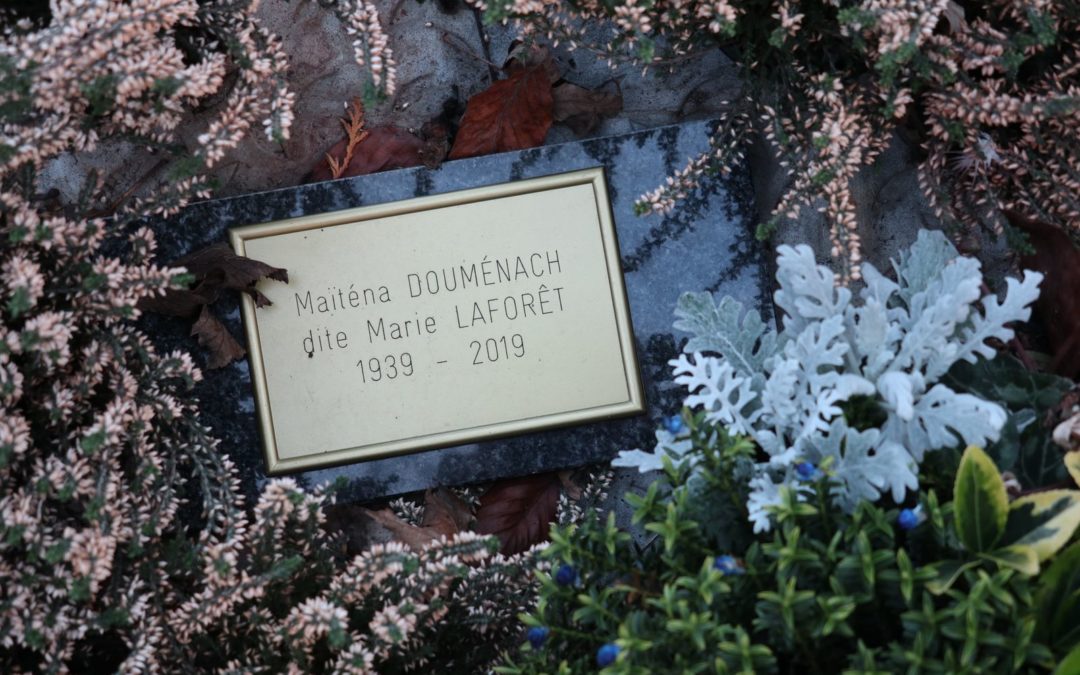 Maïténa DOUMÉNACH
dite Marie LAFORÊT
1939 - 2019